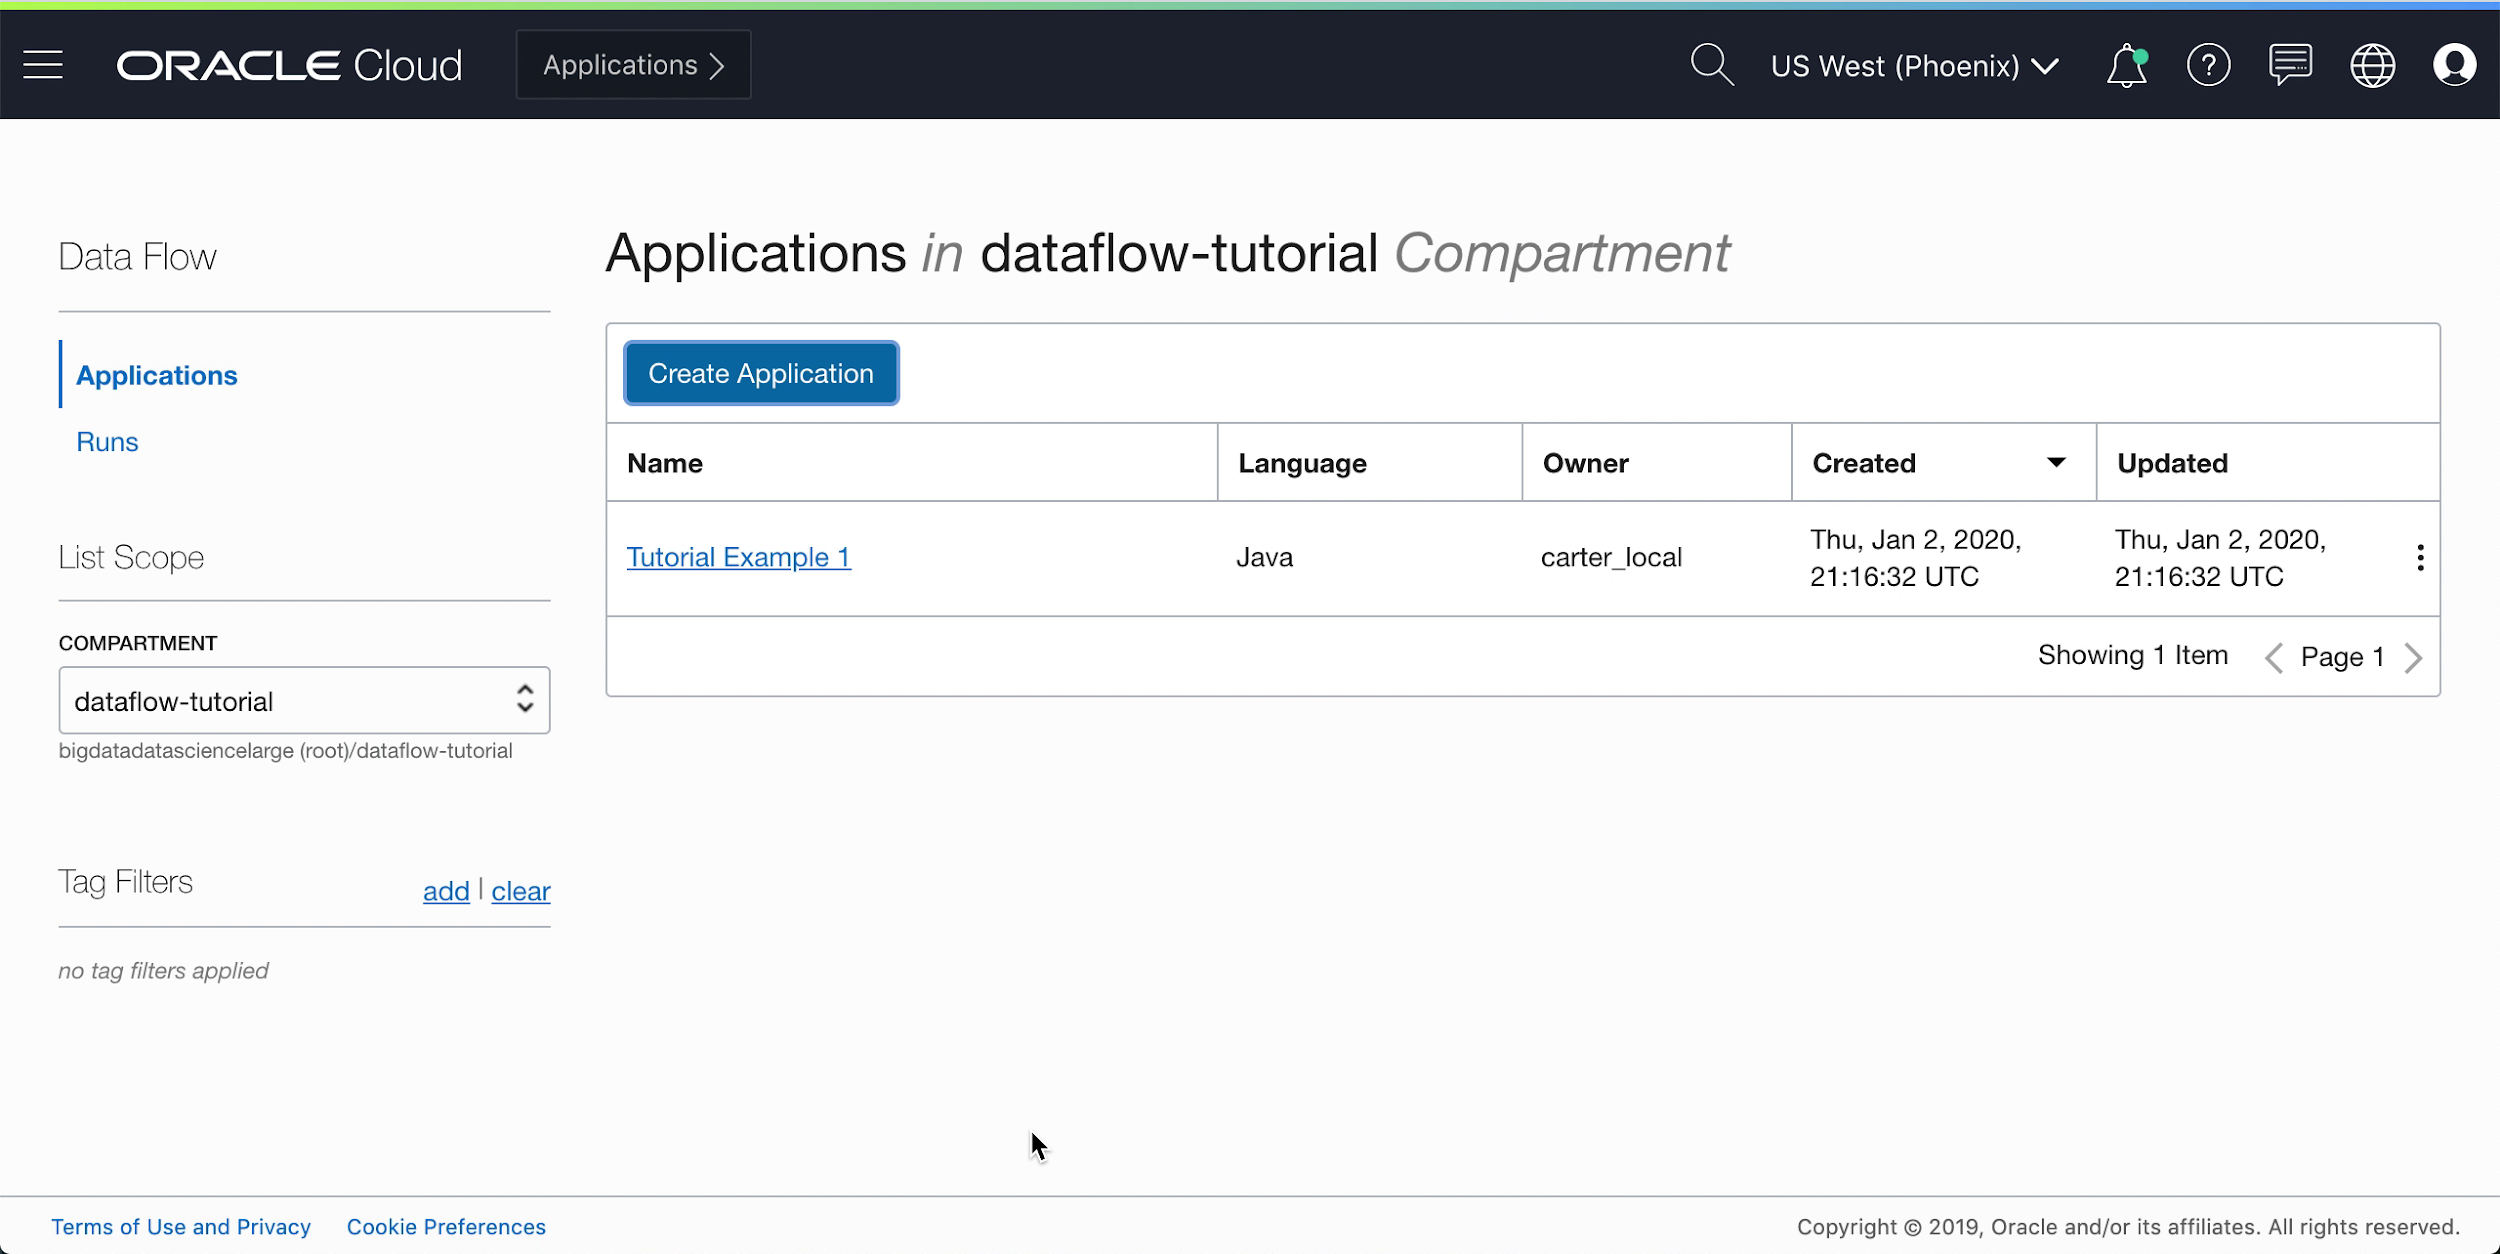 ORACLE Cloud
Applications
US West (Phoenix)
?
Data Flow
Applications
Runs
List Scope
COMPARTMENT
dataflow-tutorial
bigdatadatasciencelarge (root)/dataflow-tutorial
Tag Filters
add | clear
no tag filters applied
Applications in dataflow-tutorial Compartment
Create Application
Name Language Owner Created Updated
Tutorial Example 1 Java carter_local
Thu, Jan 2, 2020,
21:16:32 UTC
Thu, Jan 2, 2020,
21:16:32 UTC
Showing 1 Item Page 1
Terms of Use and Privacy Cookie Preferences
Copyright © 2019, Oracle and/or its affiliates. All rights reserved.